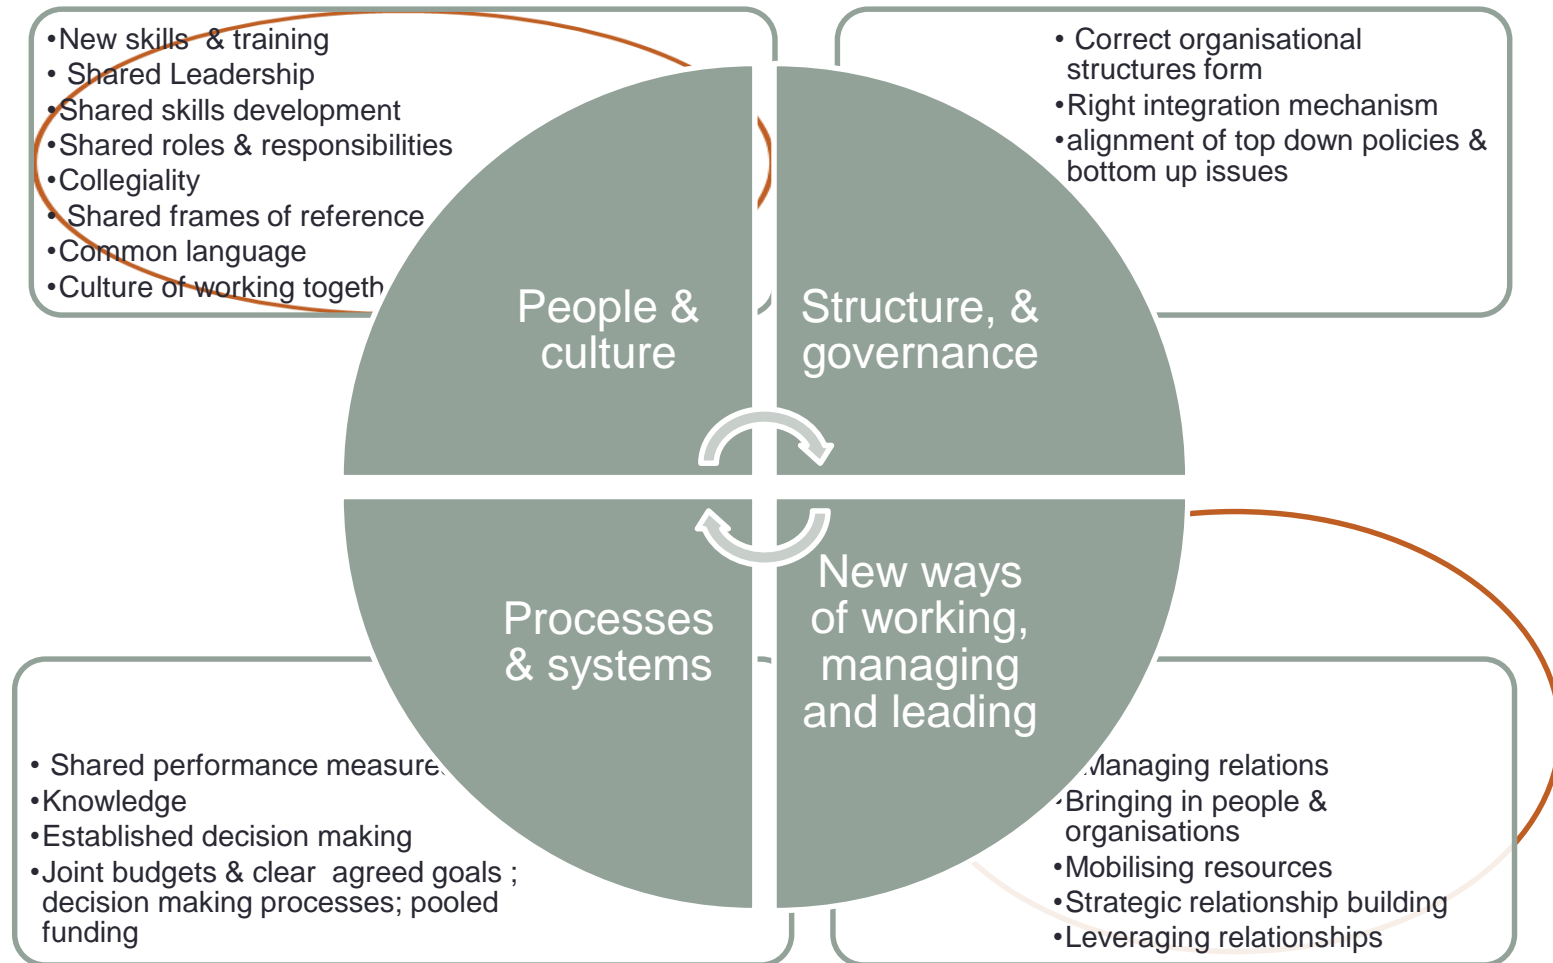 •New skills & training
• Shared Leadership
•Shared skills development
•Shared roles & responsibilities
•Collegiality
• Shared frames of reference
•Common language
•Culture of working togeth
• Correct organisational
structures form
•Right integration mechanism
•alignment of top down policies &
bottom up issues
People &
culture
Structure, &
governance
Processes
& systems
New ways
of working,
managing
and leading
• Shared performance measure
•Knowledge
•Established decision making
•Joint budgets & clear agreed goals ;
decision making processes; pooled
funding
Managing relations
•Bringing in people &
organisations
•Mobilising resources
•Strategic relationship building
•Leveraging relationships